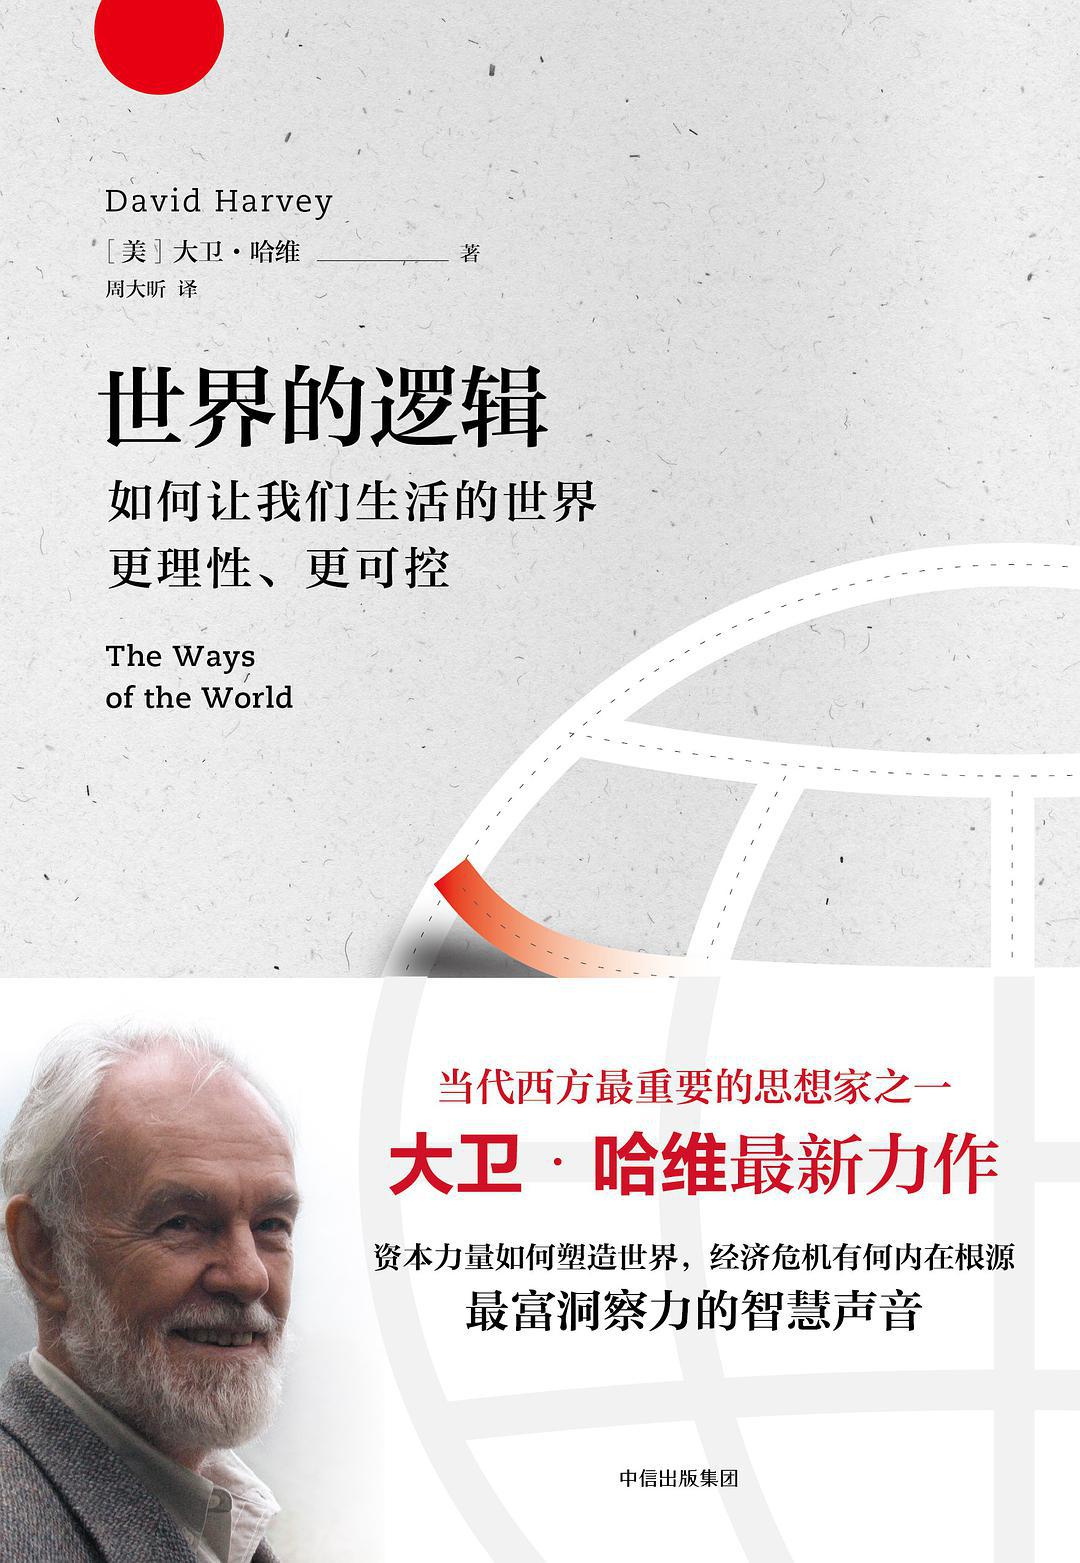 David Harvey
［美］大卫·哈维 著
周大昕 译
世界的逻辑
如何让我们生活的世界
更理性、更可控
The Ways
of the World
当代西方最重要的思想家之一
大卫·哈维最新力作
资本力量如何塑造世界，经济危机有何内在根源
最富洞察力的智慧声音
中信出版集团